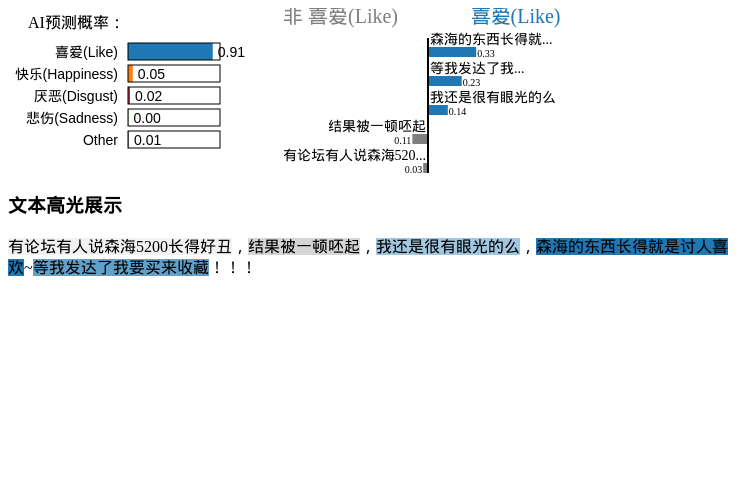 AI预测概率：
喜爱(Like) 0.91
快乐(Happiness) 0.05
厌恶(Disgust) 0.02
悲伤(Sadness) 0.00
Other 0.01
非 喜爱(Like) 喜爱(Like)
森海的东西长得就...
0.33
等我发达了我...
0.23
我还是很有眼光的么
0.14
结果被一顿呸起
0.11
有论坛有人说森海520...
0.03
文本高光展示
有论坛有人说森海5200长得好丑，结果被一顿呸起，我还是很有眼光的么，森海的东西长得就是讨人喜
欢~等我发达了我要买来收藏！！！